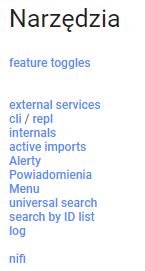 Narzędzia
feature toggles
external services
cli / repl
internals
active imports
Alerty
Powiadomienia
Menu
universal search
search by ID list
log
nifi